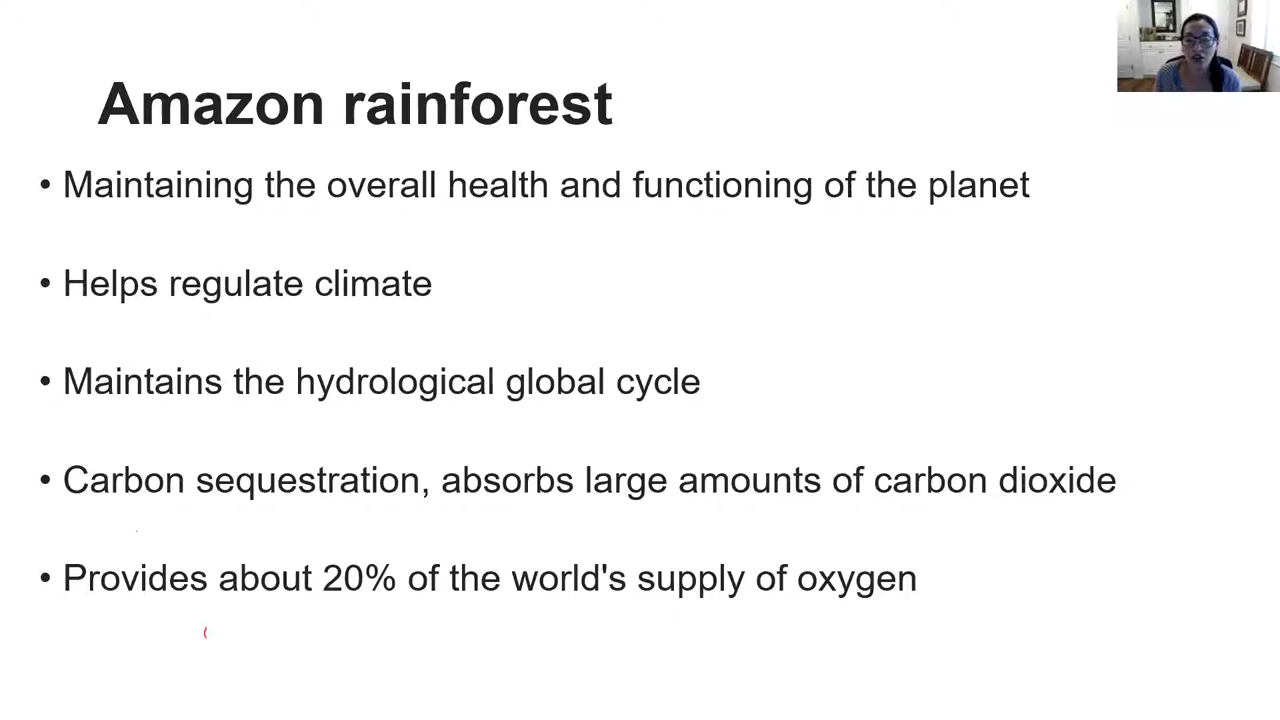 Amazon rainforest
• Maintaining the overall health and functioning of the planet
• Helps regulate climate
• Maintains the hydrological global cycle
• Carbon sequestration, absorbs large amounts of carbon dioxide
• Provides about 20% of the world's supply of oxygen